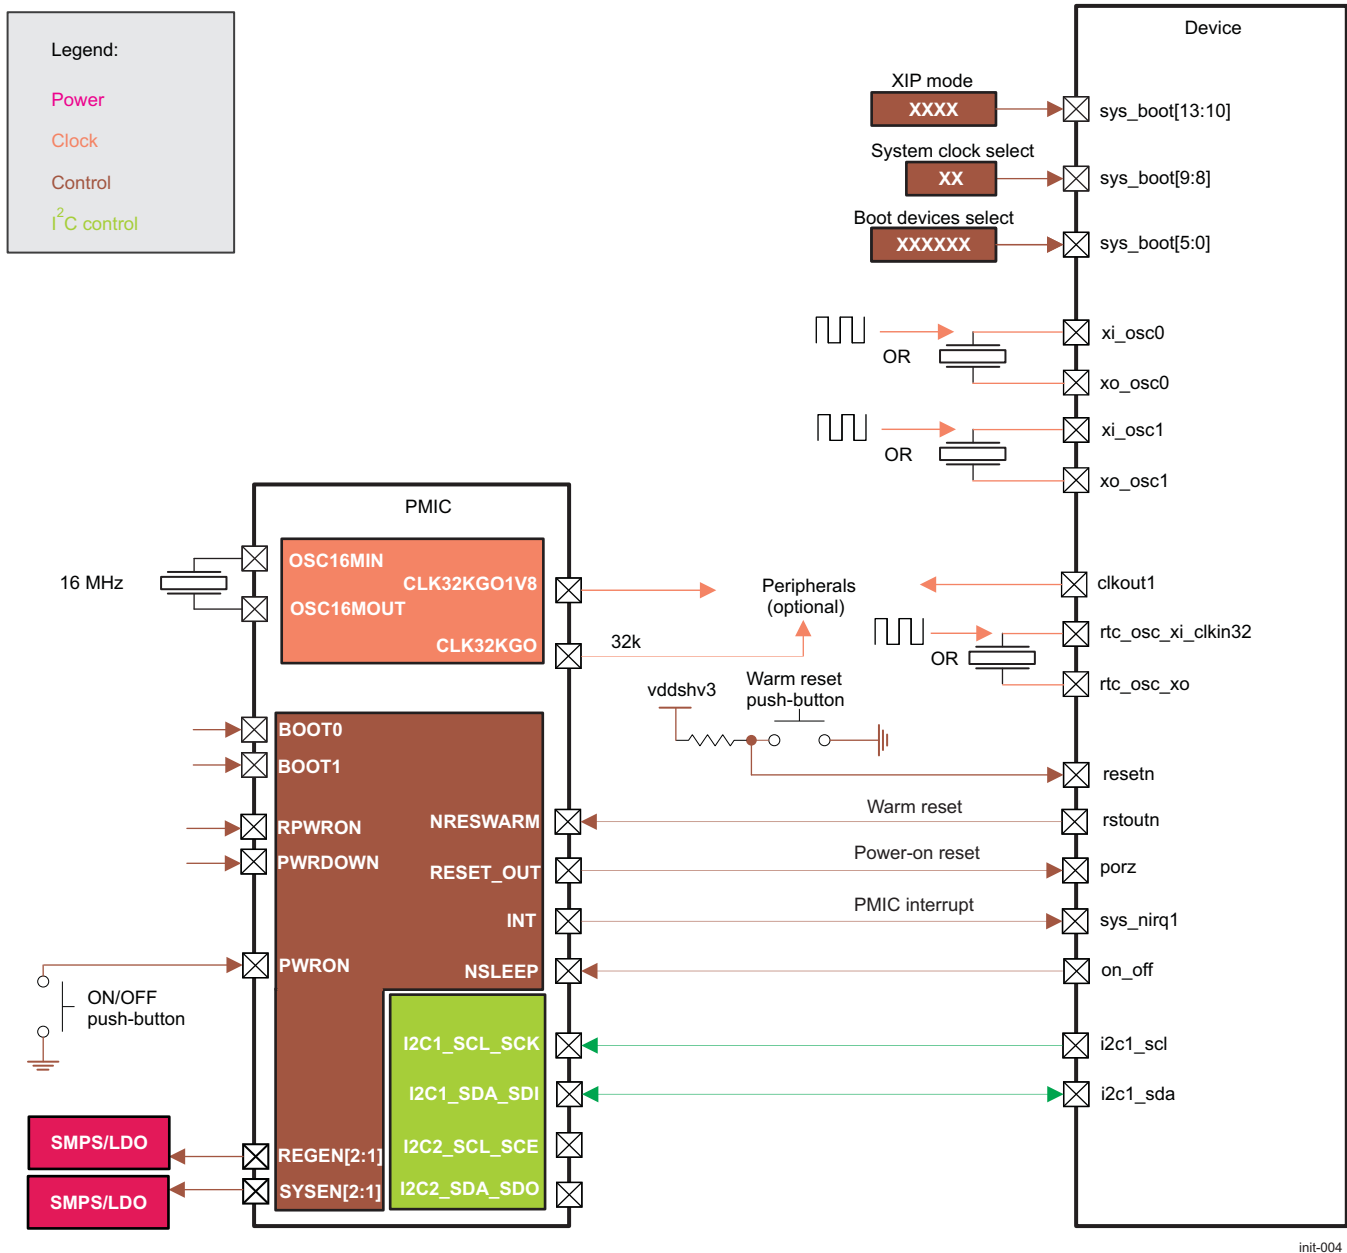 Legend:
Power
Clock
Control
I2C control
Device
XIP mode
XXXX
sys_boot[13:10]
System clock select
XX
sys_boot[9:8]
Boot devices select
XXXXXX
sys_boot[5:0]
xi_osc0
OR
xo_osc0
xi_osc1
OR
xo_osc1
PMIC
16 MHz
OSC16MIN
CLK32KGO1V8
OSC16MOUT
CLK32KGO
32k
Peripherals
(optional)
clkout1
rtc_osc_xi_clkin32
OR
rtc_osc_xo
vddshv3
Warm reset
push-button
BOOT0
BOOT1
resetn
RPWRON
NRESWARM
Warm reset
rstoutn
PWRDOWN
RESET_OUT
Power-on reset
porz
INT
PMIC interrupt
sys_nirq1
PWRON
NSLEEP
on_off
ON/OFF
push-button
I2C1_SCL_SCK
i2c1_scl
I2C1_SDA_SDI
i2c1_sda
SMPS/LDO
REGEN[2:1]
I2C2_SCL_SCE
SMPS/LDO
SYSEN[2:1]
I2C2_SDA_SDO
init-004